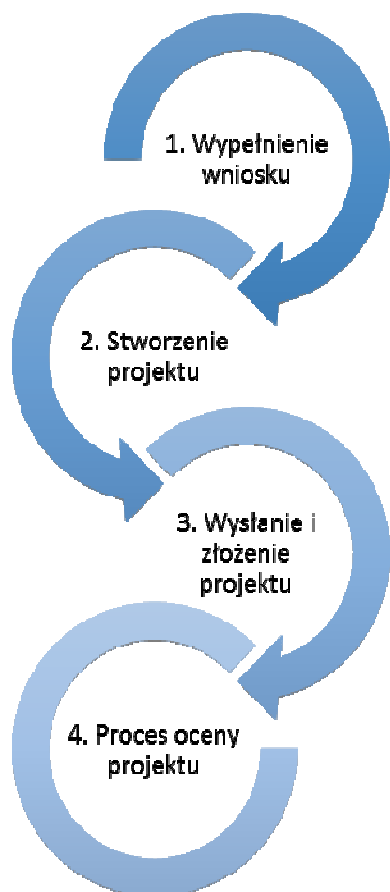 1. Wypełnienie
wniosku
2. Stworzenie
projektu
3. Wysłanie i
złożenie
projektu
4. Proces oceny
projektu